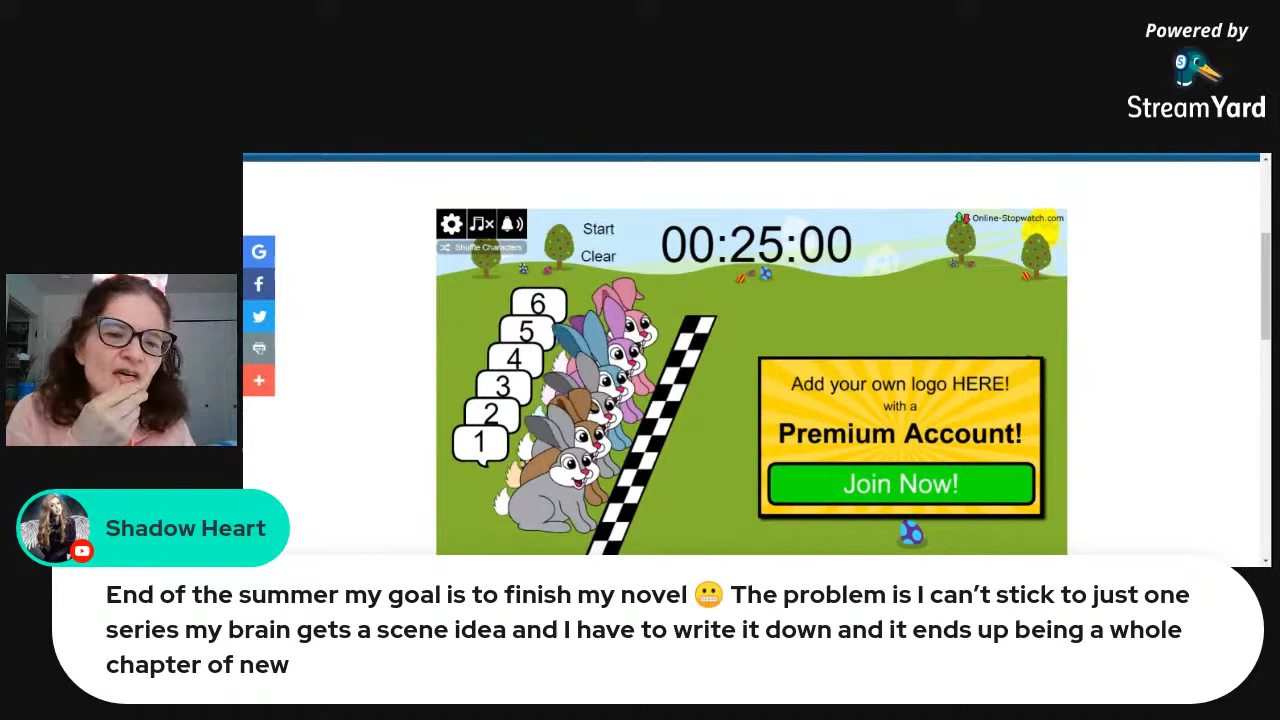 Powered by
StreamYard
Online-Stopwatch.com
Start
00:25:00
Shuffle Characters
Clear
6
5
4
3
2
1
Add your own logo HERE!
with a
Premium Account!
Join Now!
Shadow Heart
End of the summer my goal is to finish my novel 😬 The problem is I can’t stick to just one
series my brain gets a scene idea and I have to write it down and it ends up being a whole
chapter of new